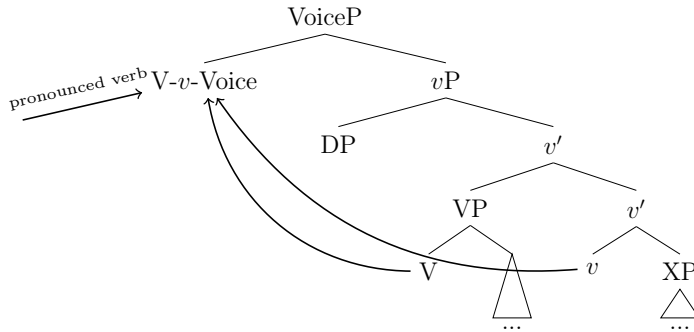 VoiceP
pronounced verb
V-v-Voice
vP
DP
v′
VP
v′
V
v
XP
...
...